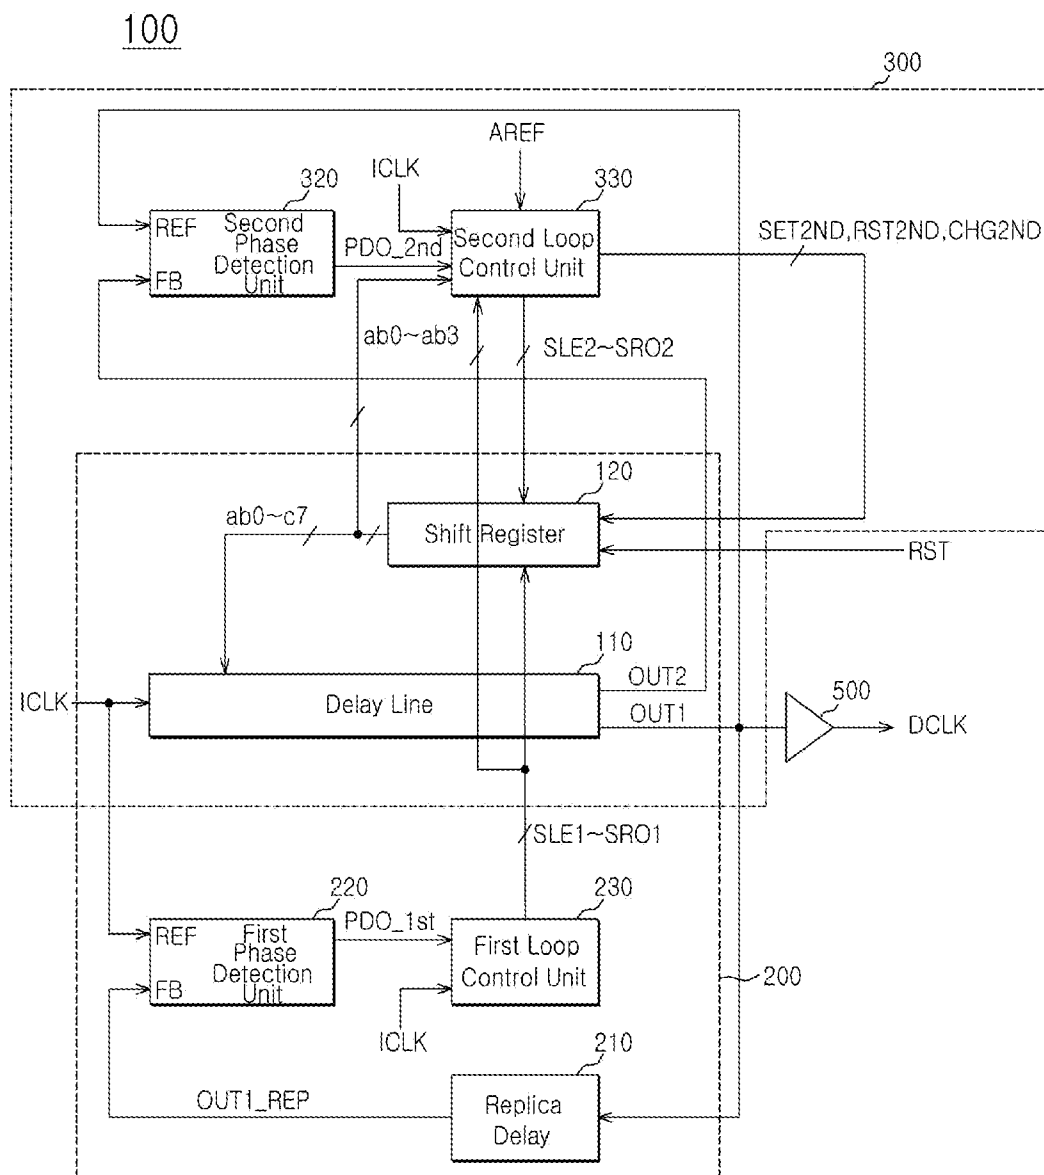 100
300
AREF
ICLK
320
330
REF
FB
Second
Phase
Detection
Unit
PDO_2nd
Second Loop
Control Unit
SET2ND,RST2ND,CHG2ND
ab0~ab3
SLE2~SRO2
120
ab0~c7
Shift Register
RST
110
ICLK
Delay Line
OUT2
OUT1
500
DCLK
SLE1~SRO1
220
230
REF
FB
First
Phase
Detection
Unit
PDO_1st
First Loop
Control Unit
200
ICLK
210
OUT1_REP
Replica
Delay